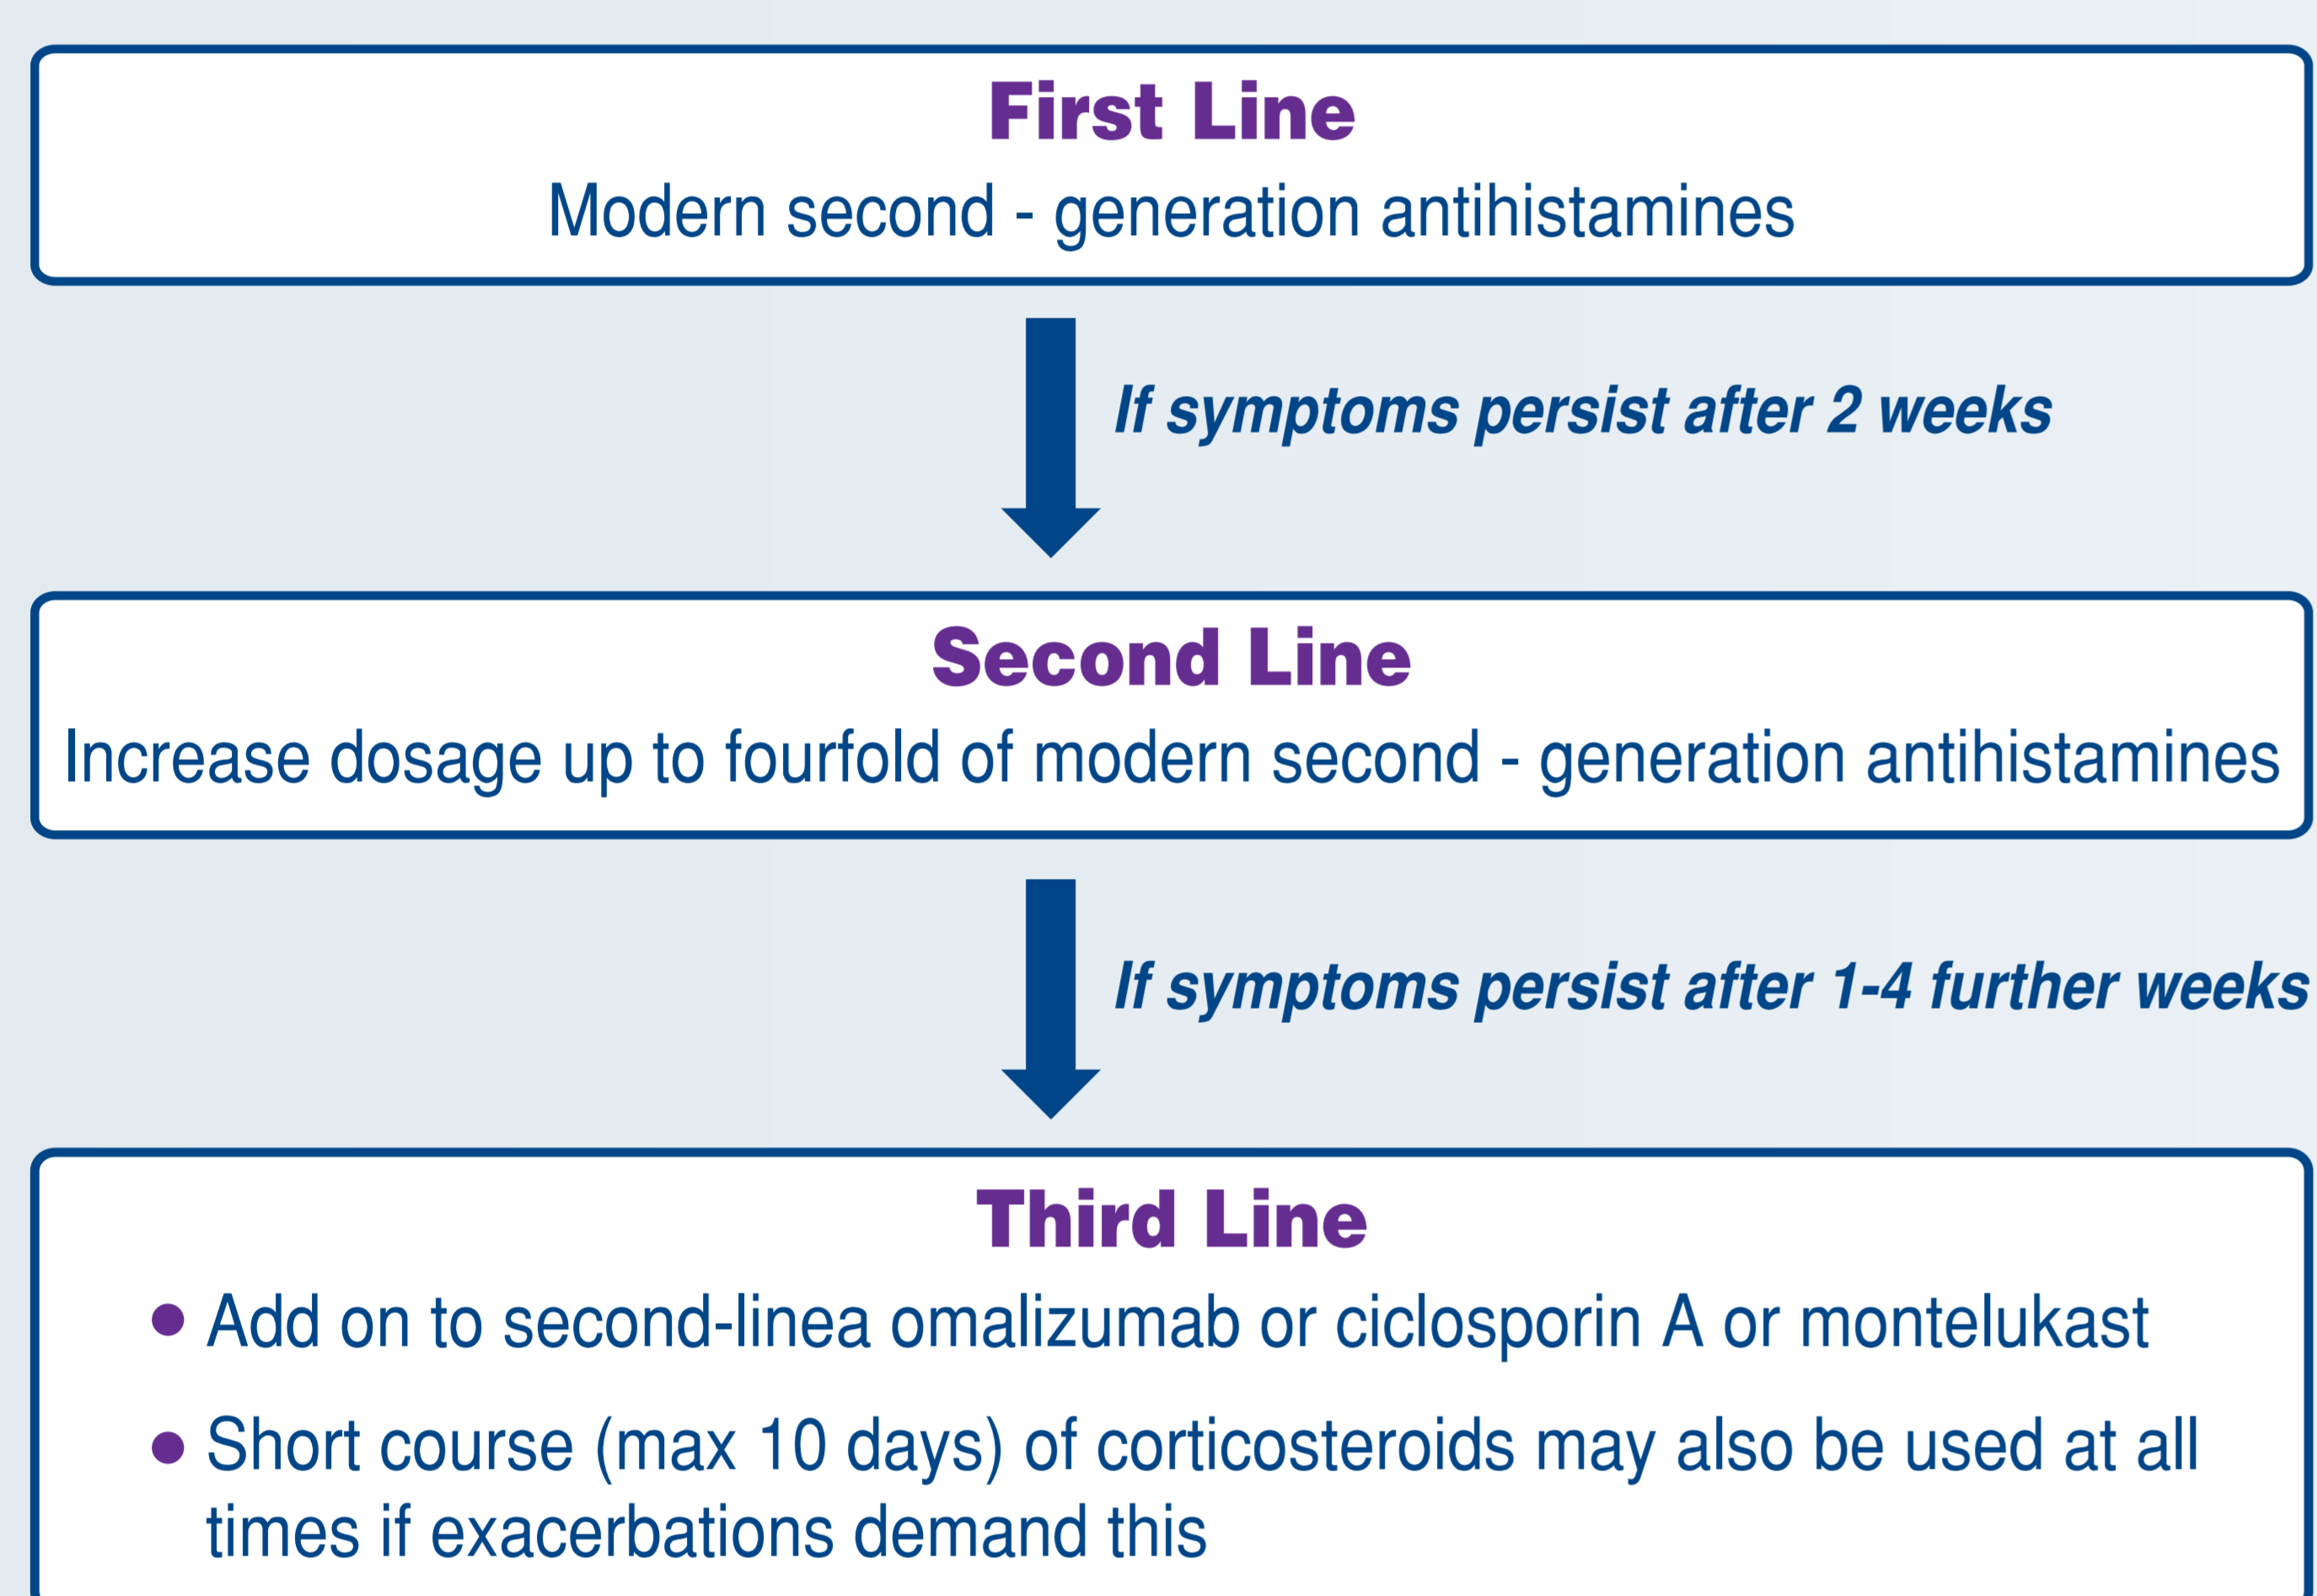 First Line
Modern second - generation antihistamines
If symptoms persist after 2 weeks
Second Line
Increase dosage up to fourfold of modern second - generation antihistamines
If symptoms persist after 1-4 further weeks
Third Line
Add on to second-linea omalizumab or ciclosporin A or montelukast
Short course (max 10 days) of corticosteroids may also be used at all
times if exacerbations demand this